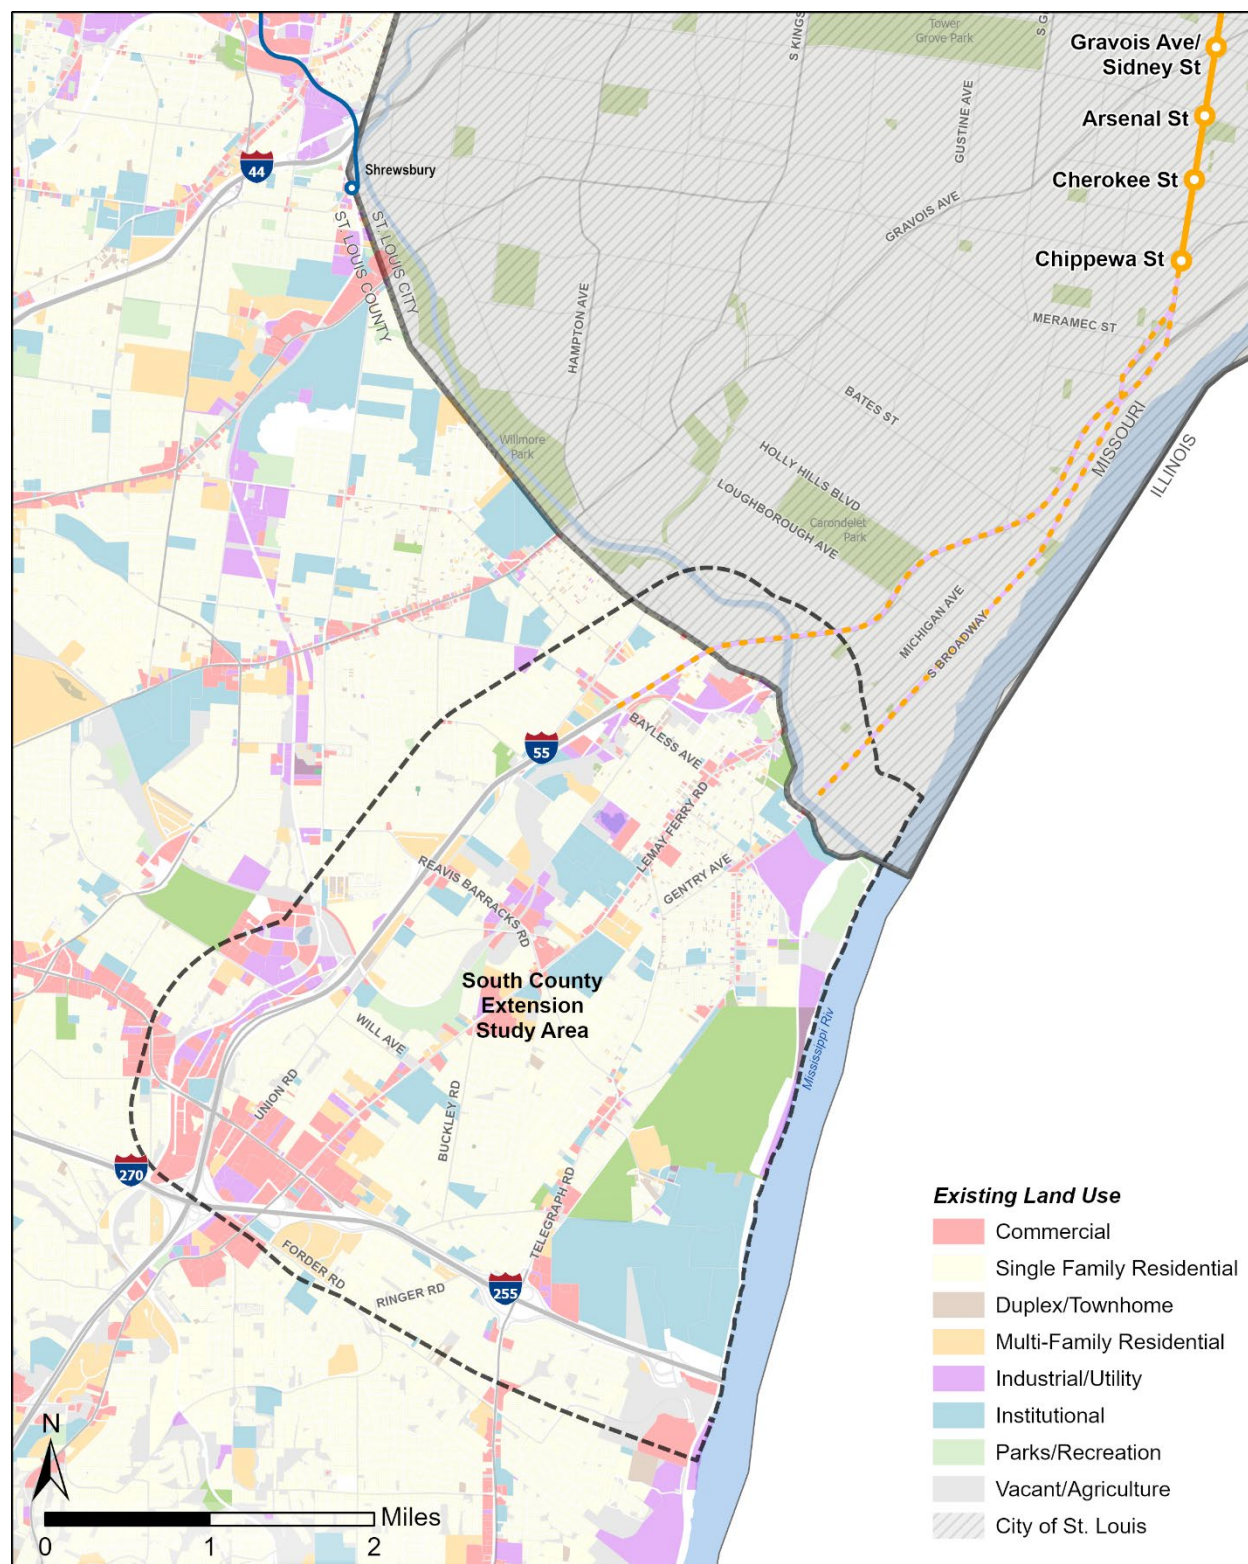 Tower
Grove Park
S KINGS
S G
Gravois Ave/
Sidney St
GUSTINE AVE
Arsenal St
44
Shrewsbury
Cherokee St
GRAVOIS AVE
ST. LOUIS CITY
ST. LOUIS COUNTY
Chippewa St
HAMPTON AVE
MERAMEC ST
BATES ST
MISSOURI
ILLINOIS
Willmore
Park
HOLLY HILLS BLVD
LOUGHBOROUGH AVE
Carondelet
Park
MICHIGAN AVE
S BROADWAY
BAYLESS AVE
55
LEMAY FERRY RD
REAVIS BARRACKS RD
GENTRY AVE
South County
Extension
Study Area
WILL AVE
Mississippi Riv
UNION RD
BUCKLEY RD
270
TELEGRAPH RD
FORDER RD
RINGER RD
255
Existing Land Use
Commercial
Single Family Residential
Duplex/Townhome
Multi-Family Residential
Industrial/Utility
Institutional
Parks/Recreation
Vacant/Agriculture
City of St. Louis
N
Miles
0 1 2